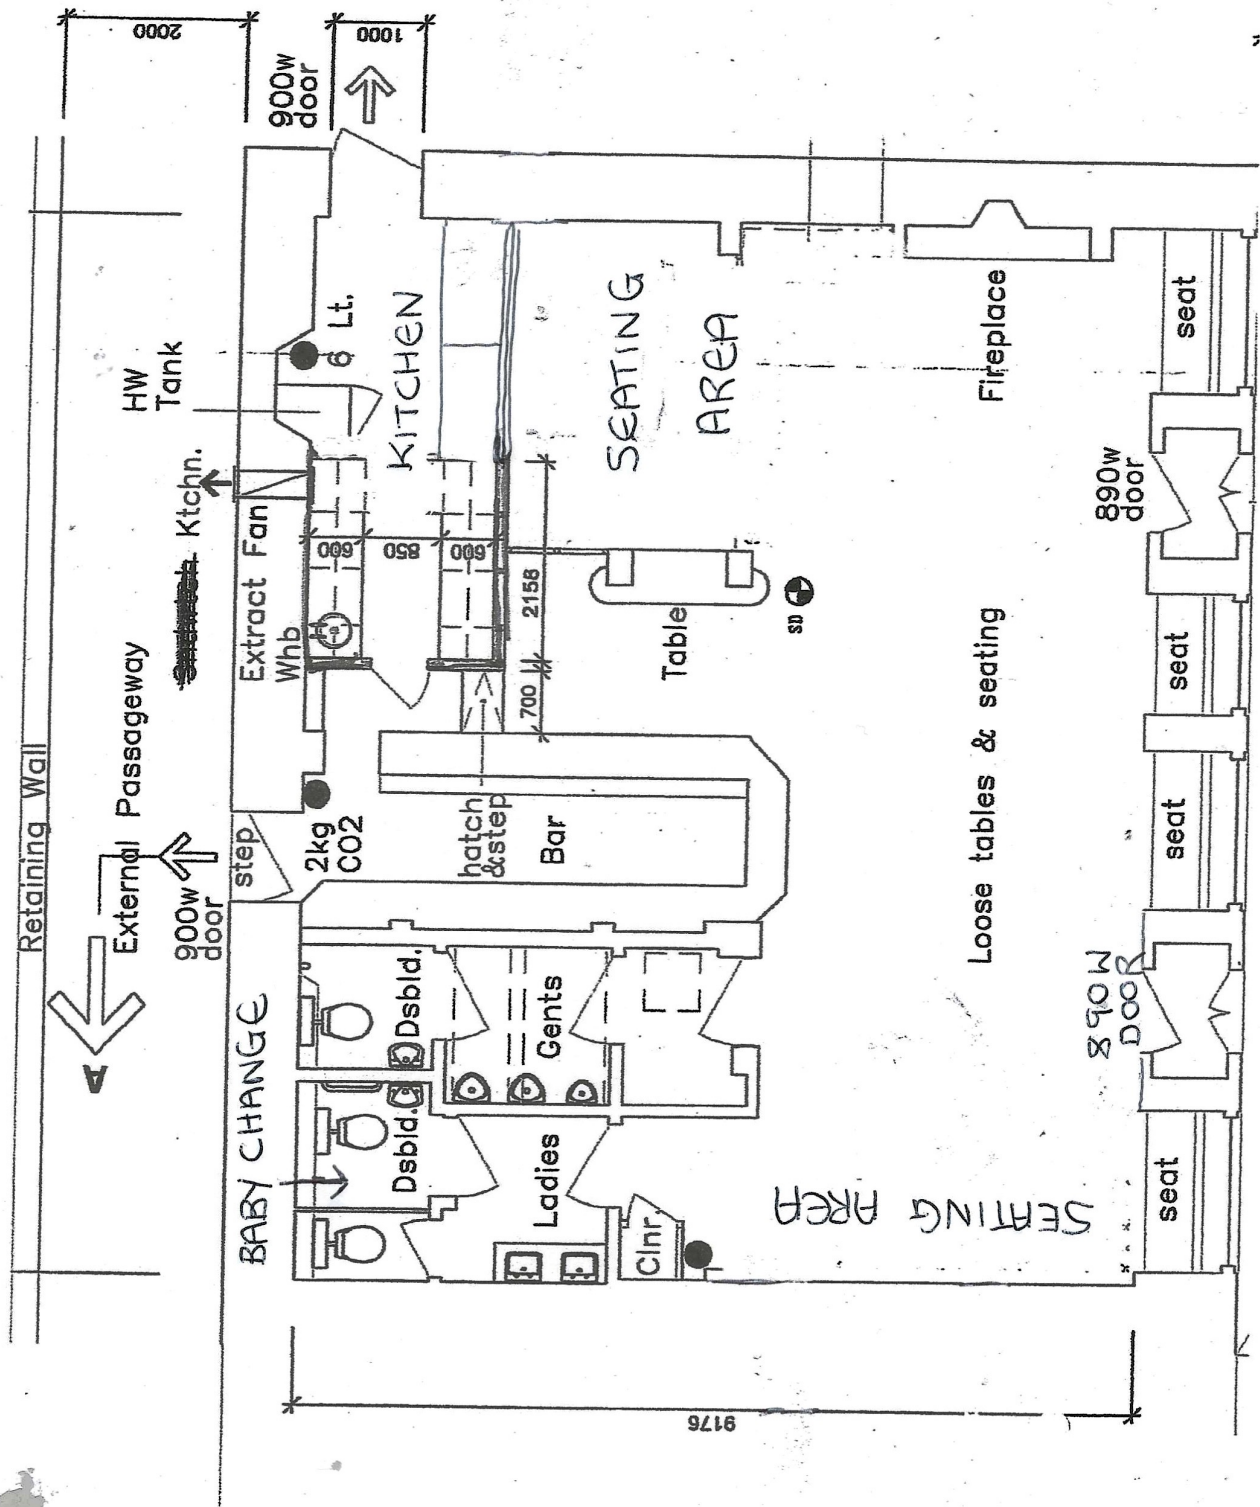 Retaining Wall
External Passageway
A
2000
1000
900w
door
HW
Tank
Ktchn.
Extract Fan
Whb
6 Lt.
KITCHEN
600
850
600
2158
700
step
900w
door
2kg
CO2
hatch
&step
Bar
BABY CHANGE
Dsbld.
Dsbld.
Gents
Ladies
Clnr
SEATING
AREA
Table
SD
Fireplace
Loose tables & seating
SEATING AREA
890w
door
890W
DOOR
seat
seat
seat
seat
9176